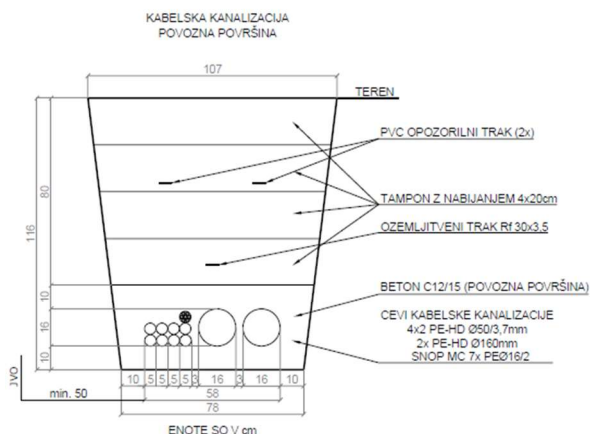 KABELSKA KANALIZACIJA
POVOZNA POVRŠINA
107
TEREN
PVC OPOZORILNI TRAK (2x)
80
116
TAMPON Z NABIJANJEM 4x20cm
OZEMLJITVENI TRAK Rf 30x3,5
BETON C12/15 (POVOZNA POVRŠINA)
10
16
10
CEVI KABELSKE KANALIZACIJE
4x2 PE-HD Ø50/3,7mm
2x PE-HD Ø160mm
SNOP MC 7x PEØ16/2
JVO
min. 50
10 5 5 5 5 3 16 3 16 10
58
78
ENOTE SO V cm